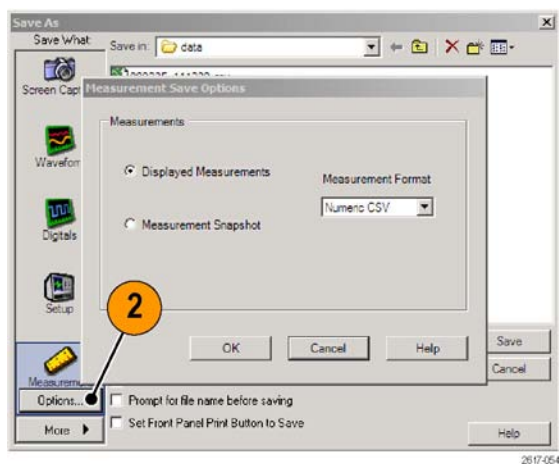 Save As
Save What:
Save in:
data
Screen Capt
Measurement Save Options
Measurements
Displayed Measurements
Measurement Format
Numeric CSV
Measurement Snapshot
Wavefor
Digitals
Setup
2
OK
Cancel
Help
Save
Cancel
Measurem
Options...
Prompt for file name before saving
Set Front Panel Print Button to Save
More
Help
2617-054